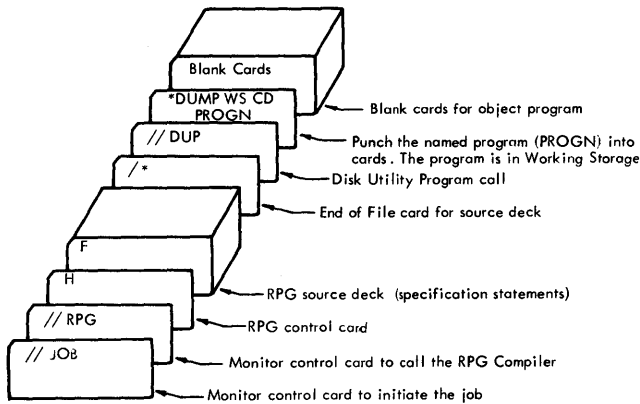 Blank Cards
*DUMP WS CD
PROGN
Blank cards for object program
// DUP
Punch the named program (PROGN) into
cards. The program is in Working Storage
/*
Disk Utility Program call
End of File card for source deck
F
H
RPG source deck (specification statements)
// RPG
RPG control card
// JOB
Monitor control card to call the RPG Compiler
Monitor control card to initiate the job